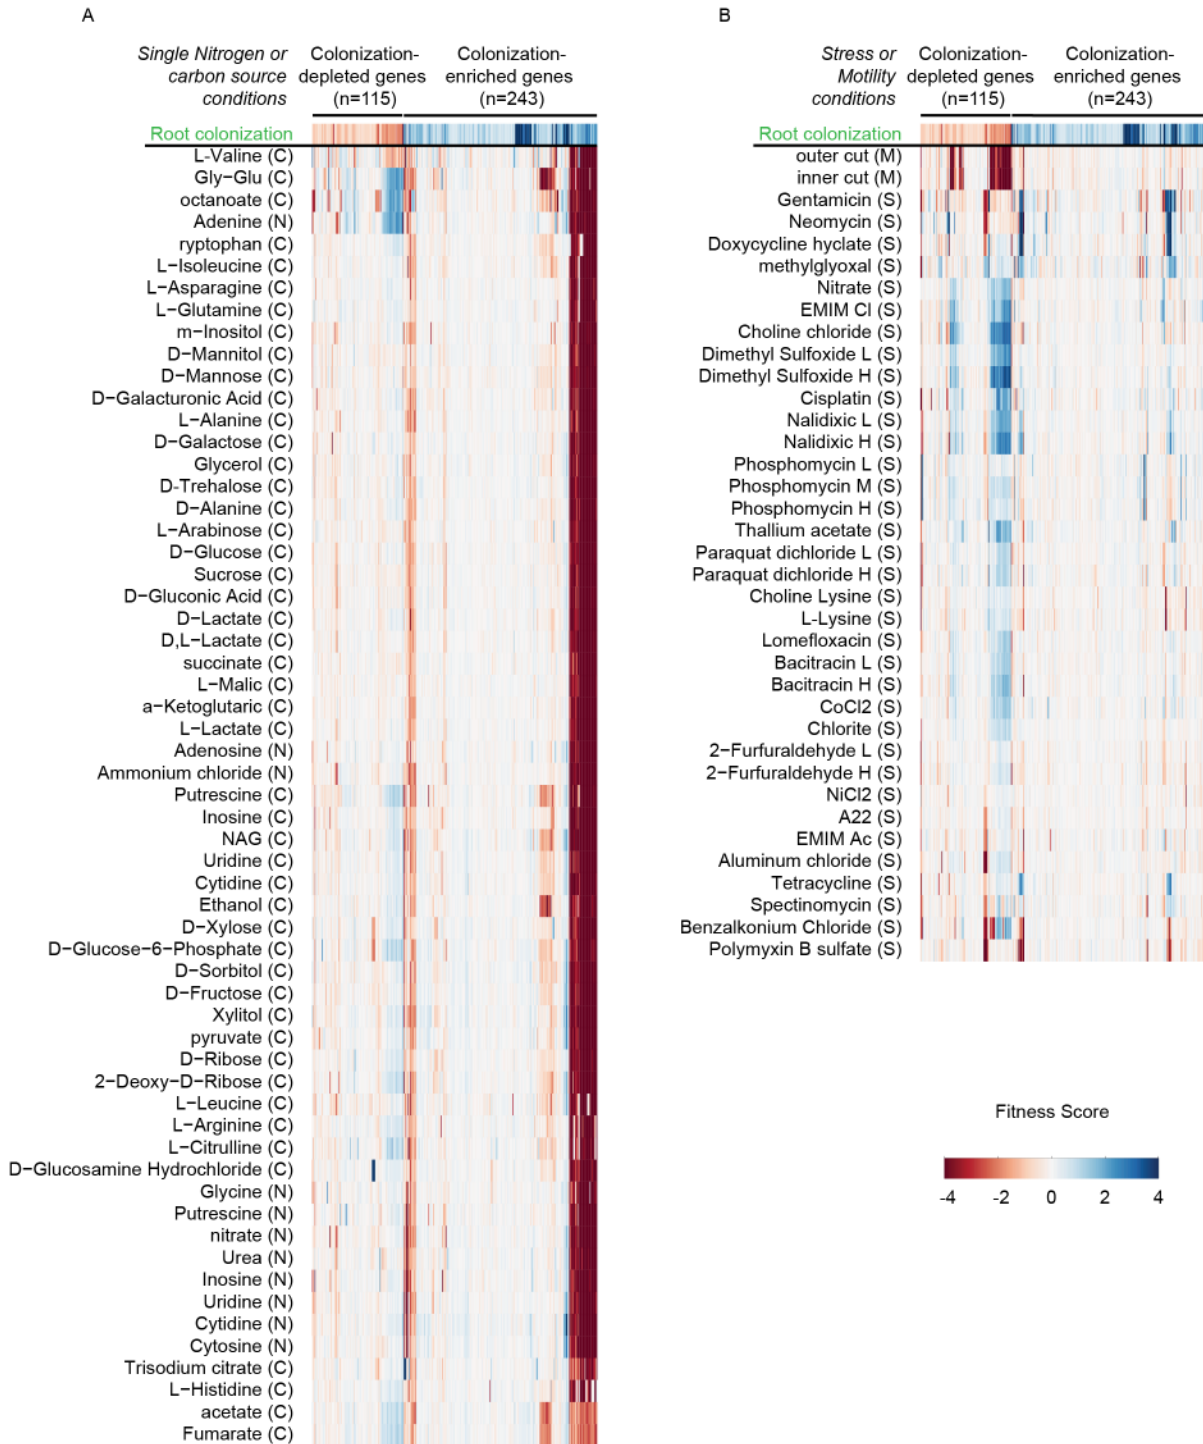 A
Single Nitrogen or
carbon source
conditions
Colonization-
depleted genes
(n=115)
Colonization-
enriched genes
(n=243)
Root colonization
L−Valine (C)
Gly−Glu (C)
octanoate (C)
Adenine (N)
ryptophan (C)
L−Isoleucine (C)
L−Asparagine (C)
L−Glutamine (C)
m−Inositol (C)
D−Mannitol (C)
D−Mannose (C)
D−Galacturonic Acid (C)
L−Alanine (C)
D−Galactose (C)
Glycerol (C)
D-Trehalose (C)
D−Alanine (C)
L−Arabinose (C)
D−Glucose (C)
Sucrose (C)
D−Gluconic Acid (C)
D−Lactate (C)
D,L−Lactate (C)
succinate (C)
L−Malic (C)
a−Ketoglutaric (C)
L−Lactate (C)
Adenosine (N)
Ammonium chloride (N)
Putrescine (C)
Inosine (C)
NAG (C)
Uridine (C)
Cytidine (C)
Ethanol (C)
D−Xylose (C)
D−Glucose−6−Phosphate (C)
D−Sorbitol (C)
D−Fructose (C)
Xylitol (C)
pyruvate (C)
D−Ribose (C)
2−Deoxy−D−Ribose (C)
L−Leucine (C)
L−Arginine (C)
L−Citrulline (C)
D−Glucosamine Hydrochloride (C)
Glycine (N)
Putrescine (N)
nitrate (N)
Urea (N)
Inosine (N)
Uridine (N)
Cytidine (N)
Cytosine (N)
Trisodium citrate (C)
L−Histidine (C)
acetate (C)
Fumarate (C)
B
Stress or
Motility
conditions
Colonization-
depleted genes
(n=115)
Colonization-
enriched genes
(n=243)
Root colonization
outer cut (M)
inner cut (M)
Gentamicin (S)
Neomycin (S)
Doxycycline hyclate (S)
methylglyoxal (S)
Nitrate (S)
EMIM Cl (S)
Choline chloride (S)
Dimethyl Sulfoxide L (S)
Dimethyl Sulfoxide H (S)
Cisplatin (S)
Nalidixic L (S)
Nalidixic H (S)
Phosphomycin L (S)
Phosphomycin M (S)
Phosphomycin H (S)
Thallium acetate (S)
Paraquat dichloride L (S)
Paraquat dichloride H (S)
Choline Lysine (S)
L-Lysine (S)
Lomefloxacin (S)
Bacitracin L (S)
Bacitracin H (S)
CoCl2 (S)
Chlorite (S)
2−Furfuraldehyde L (S)
2−Furfuraldehyde H (S)
NiCl2 (S)
A22 (S)
EMIM Ac (S)
Aluminum chloride (S)
Tetracycline (S)
Spectinomycin (S)
Benzalkonium Chloride (S)
Polymyxin B sulfate (S)
Fitness Score
-4 -2 0 2 4